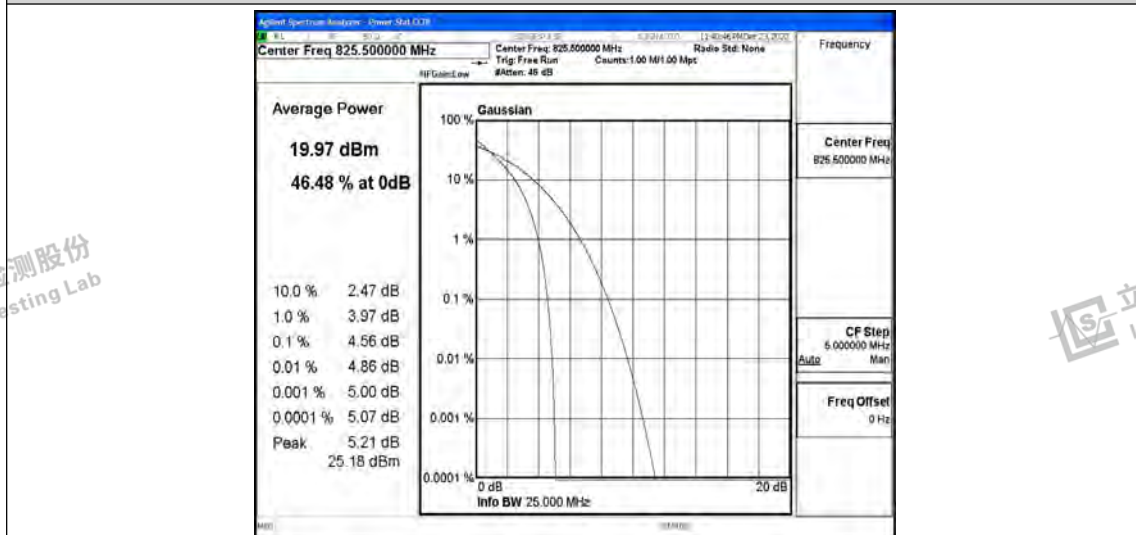 Agilent Spectrum Analyzer - Power Stat CCDF
Center Freq 825.500000 MHz
Center Freq: 825.500000 MHz
Radio Std: None
Trig: Free Run
Counts:1.00 M/1.00 Mpt
#IFGain:Low
#Atten: 46 dB
Frequency
Average Power
19.97 dBm
46.48 % at 0dB
10.0 % 2.47 dB
1.0 % 3.97 dB
0.1 % 4.56 dB
0.01 % 4.86 dB
0.001 % 5.00 dB
0.0001 % 5.07 dB
Peak 5.21 dB
25.18 dBm
Gaussian
100 %
10 %
1 %
0.1 %
0.01 %
0.001 %
0.0001 %
0 dB
20 dB
Info BW 25.000 MHz
Center Freq
825.500000 MHz
CF Step
5.000000 MHz
Auto Man
Freq Offset
0 Hz
测股份
esting Lab
立